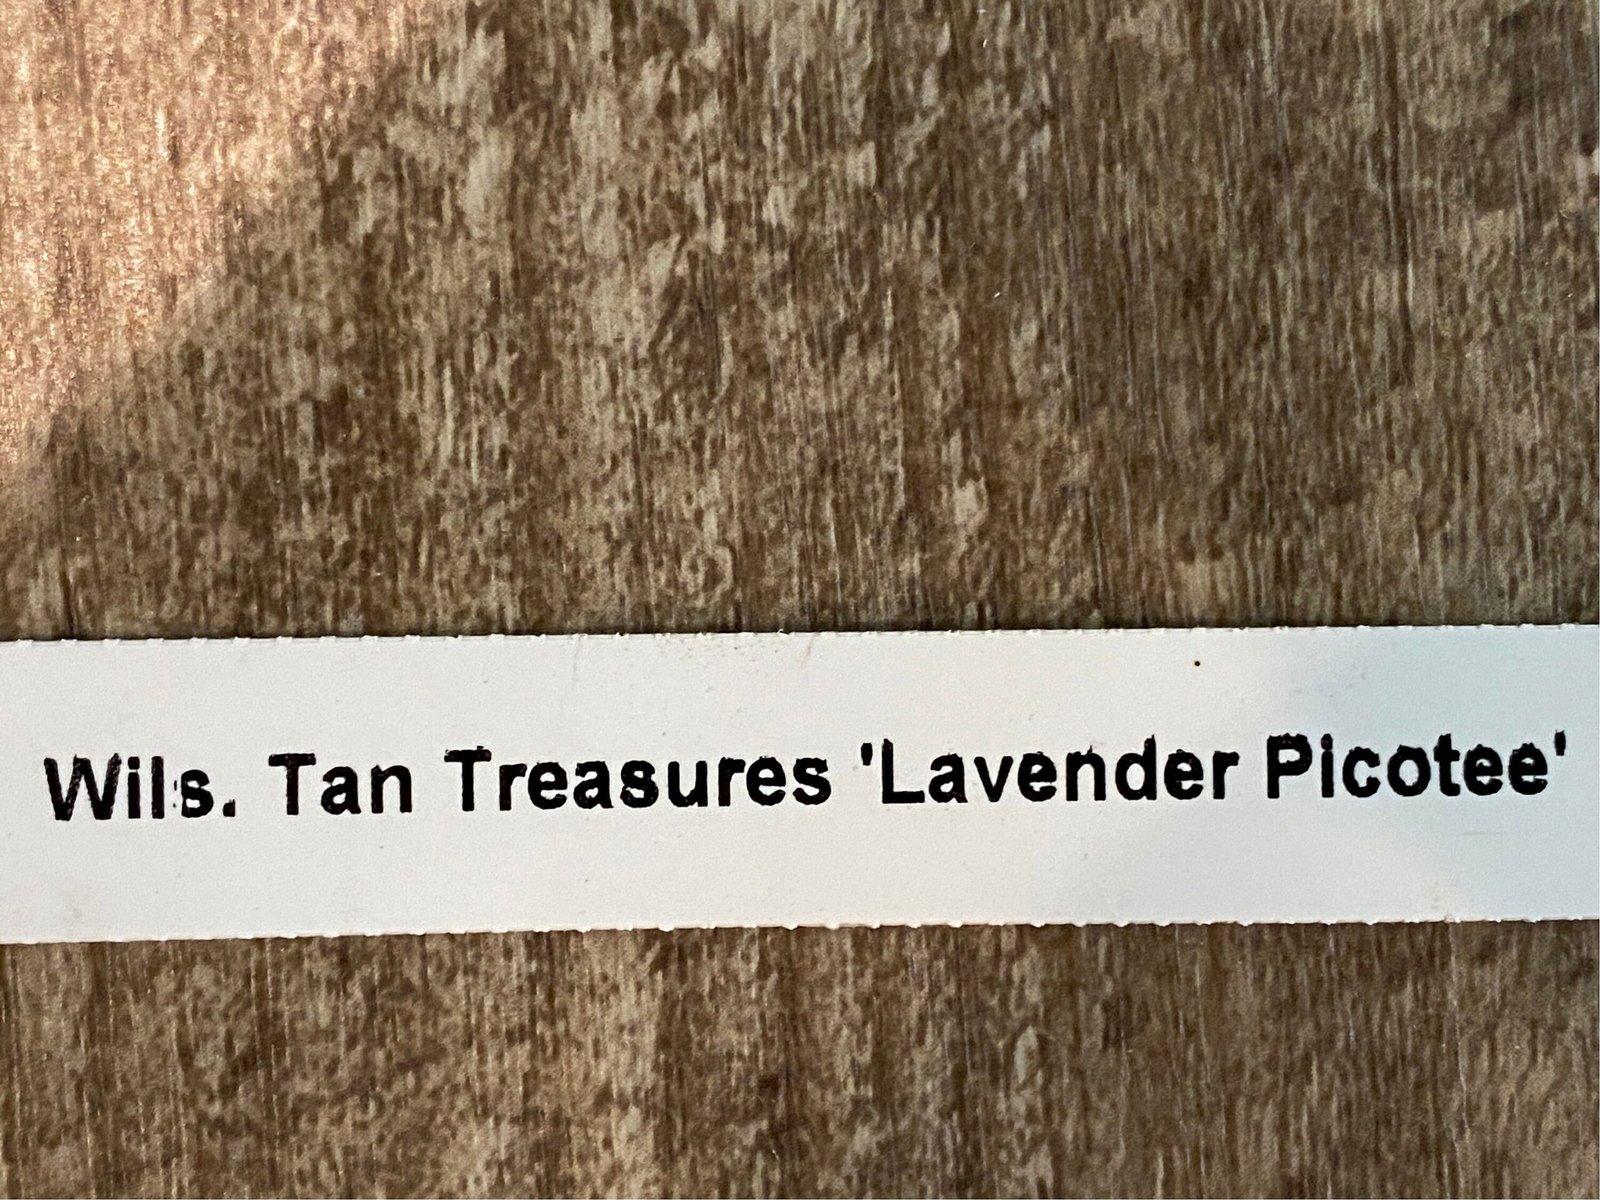 Wils. Tan Treasures 'Lavender Picotee'